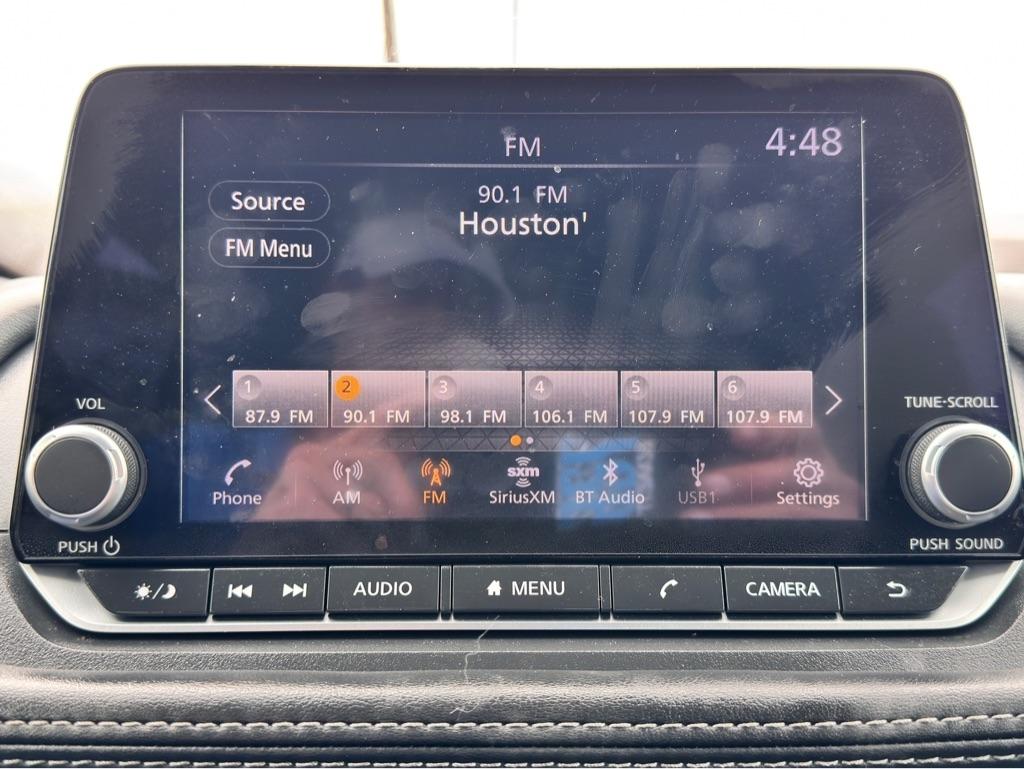 FM
4:48
90.1 FM
Source
Houston'
FM Menu
1 2 3 4 5 6
87.9 FM 90.1 FM 98.1 FM 106.1 FM 107.9 FM 107.9 FM
VOL
TUNE·SCROLL
sxm
Phone AM FM SiriusXM BT Audio USB1 Settings
PUSH
PUSH SOUND
AUDIO MENU CAMERA